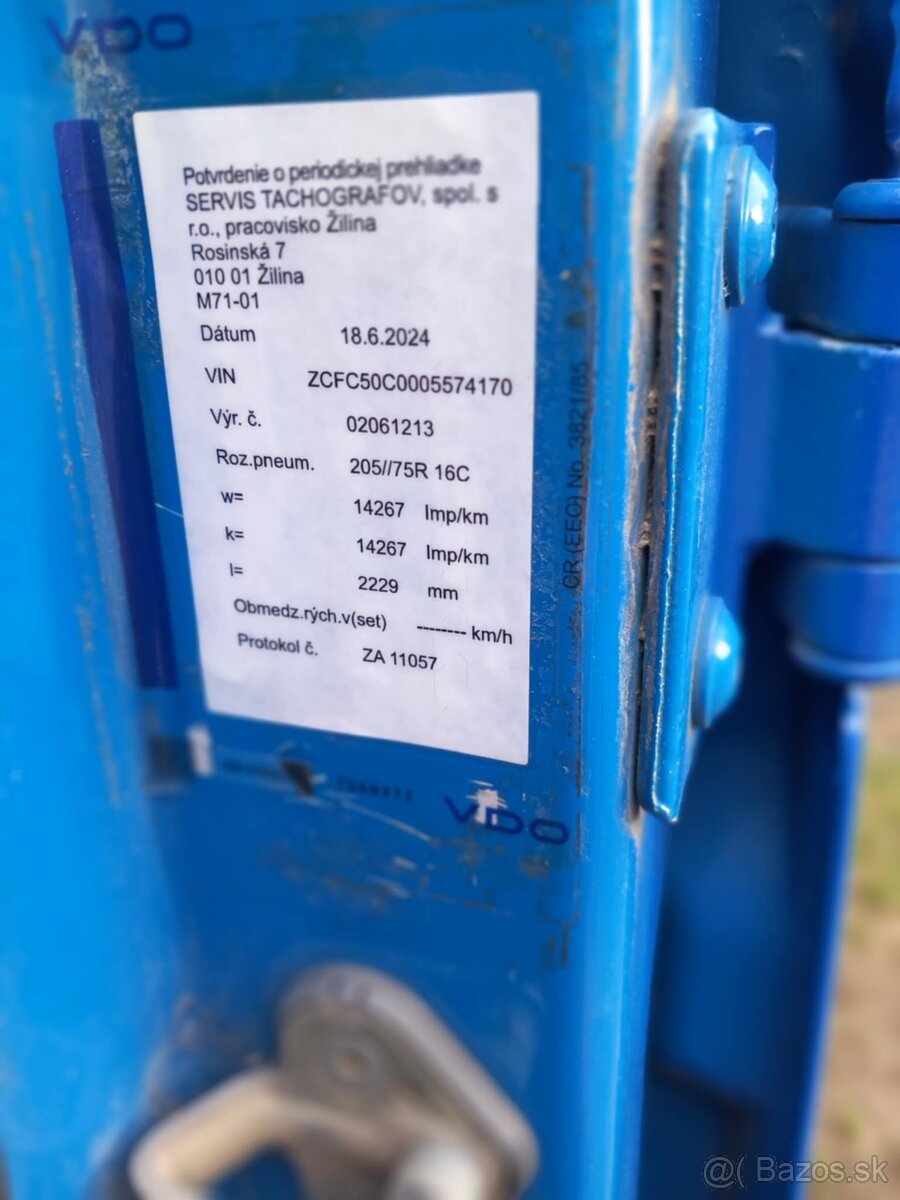 VDO
Potvrdenie o periodickej prehliadke
SERVIS TACHOGRAFOV, spol. s
r.o., pracovisko Žilina
Rosinská 7
010 01 Žilina
M71-01
Dátum 18.6.2024
VIN ZCFC50C0005574170
Výr. č. 02061213
Roz.pneum. 205//75R 16C
w= 14267 Imp/km
k= 14267 Imp/km
l= 2229 mm
Obmedz.rých.v(set) -------- km/h
Protokol č. ZA 11057
(EEC) No. 3821/85
VDO
@( Bazos.sk